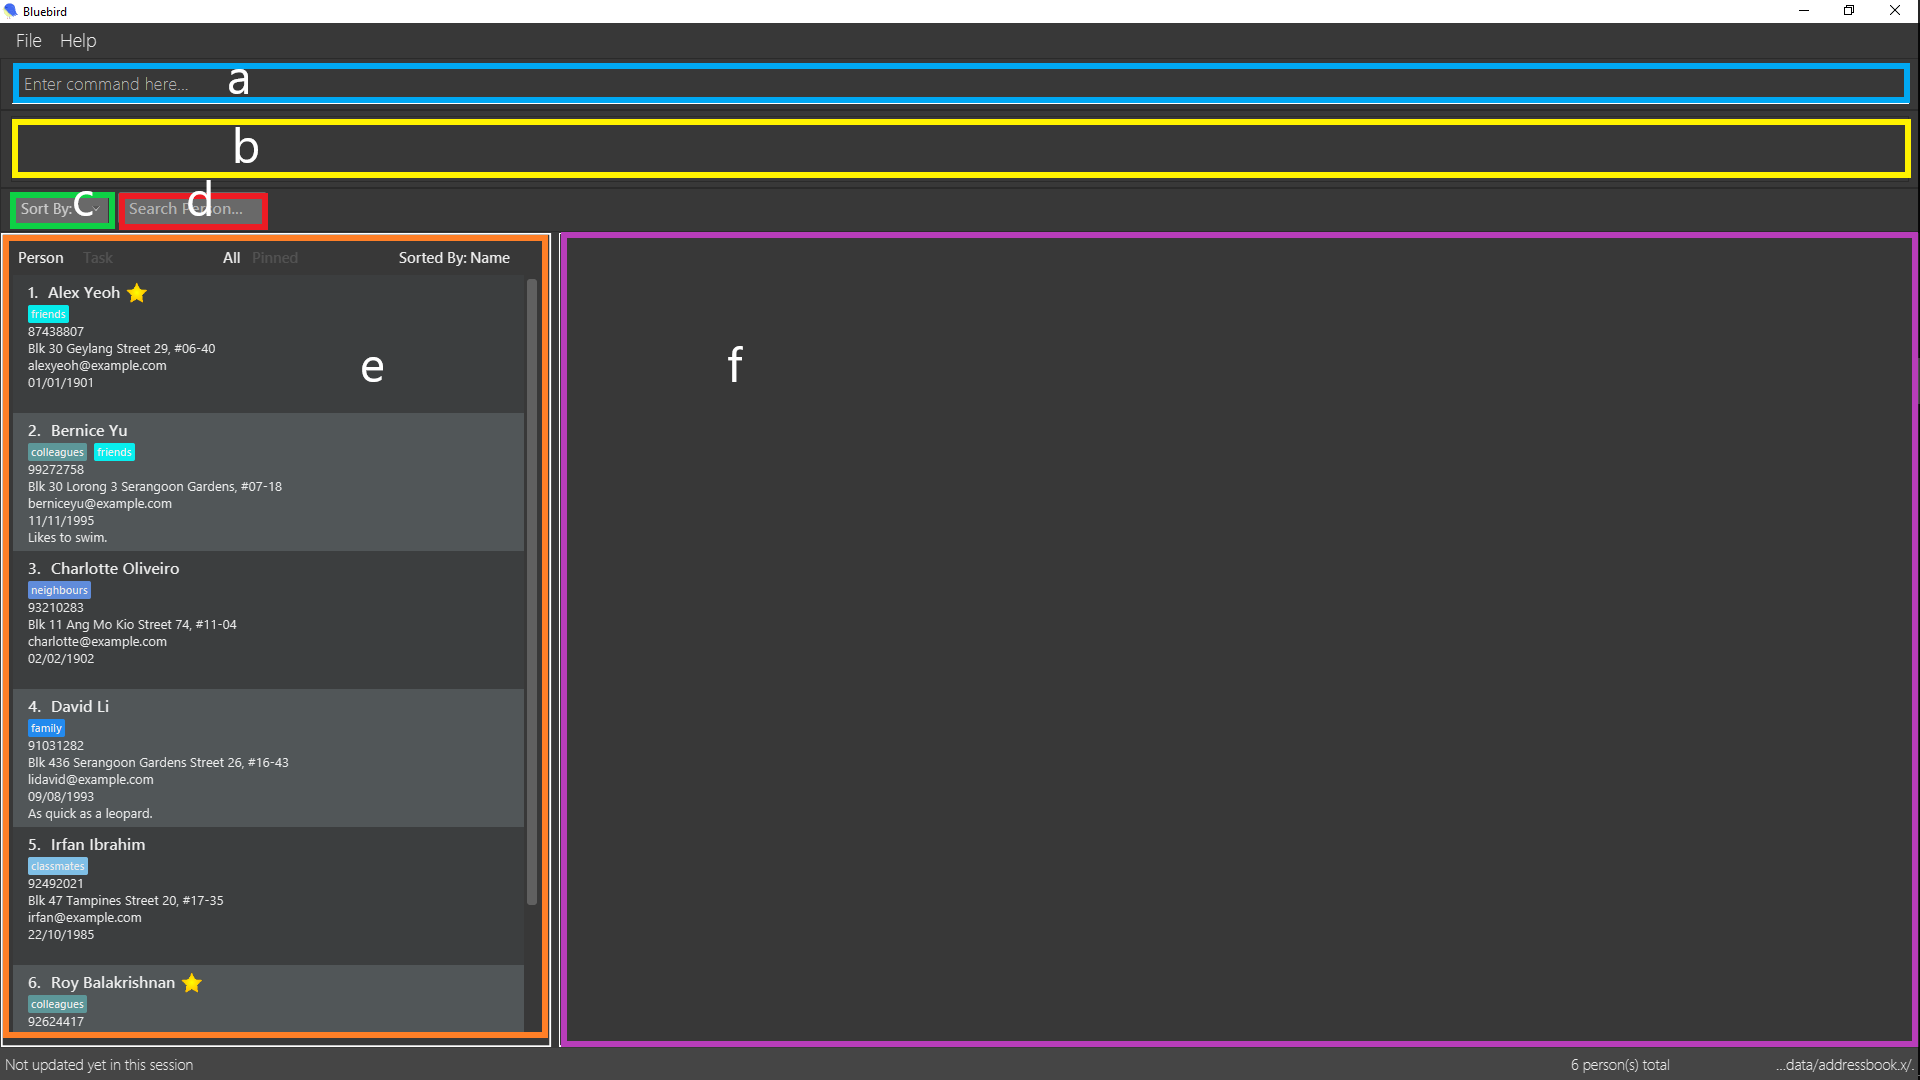 Bluebird
File Help
Enter command here... a
b
Sort By: c
Search Person... d
Person Task All Pinned Sorted By: Name
1. Alex Yeoh
friends
87438807
Blk 30 Geylang Street 29, #06-40
alexyeoh@example.com
01/01/1901
e
2. Bernice Yu
colleagues friends
99272758
Blk 30 Lorong 3 Serangoon Gardens, #07-18
berniceyu@example.com
11/11/1995
Likes to swim.
3. Charlotte Oliveiro
neighbours
93210283
Blk 11 Ang Mo Kio Street 74, #11-04
charlotte@example.com
02/02/1902
4. David Li
family
91031282
Blk 436 Serangoon Gardens Street 26, #16-43
lidavid@example.com
09/08/1993
As quick as a leopard.
5. Irfan Ibrahim
classmates
92492021
Blk 47 Tampines Street 20, #17-35
irfan@example.com
22/10/1985
6. Roy Balakrishnan
colleagues
92624417
f
Not updated yet in this session
6 person(s) total
...data/addressbook.x/.